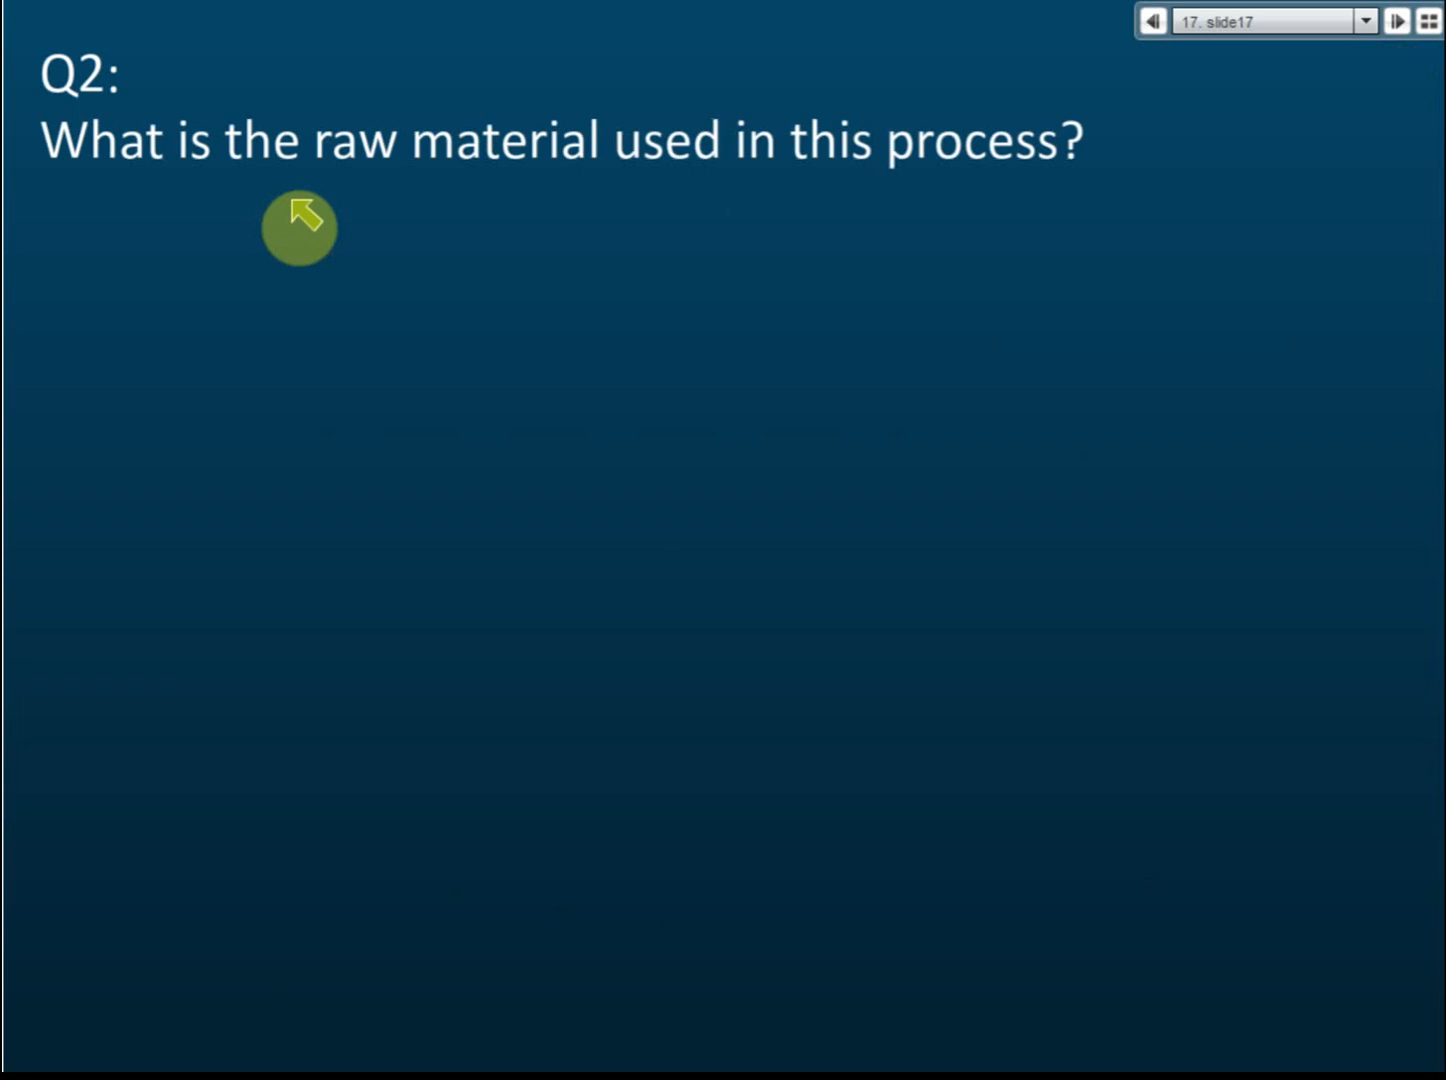 17. slide17
Q2:
What is the raw material used in this process?